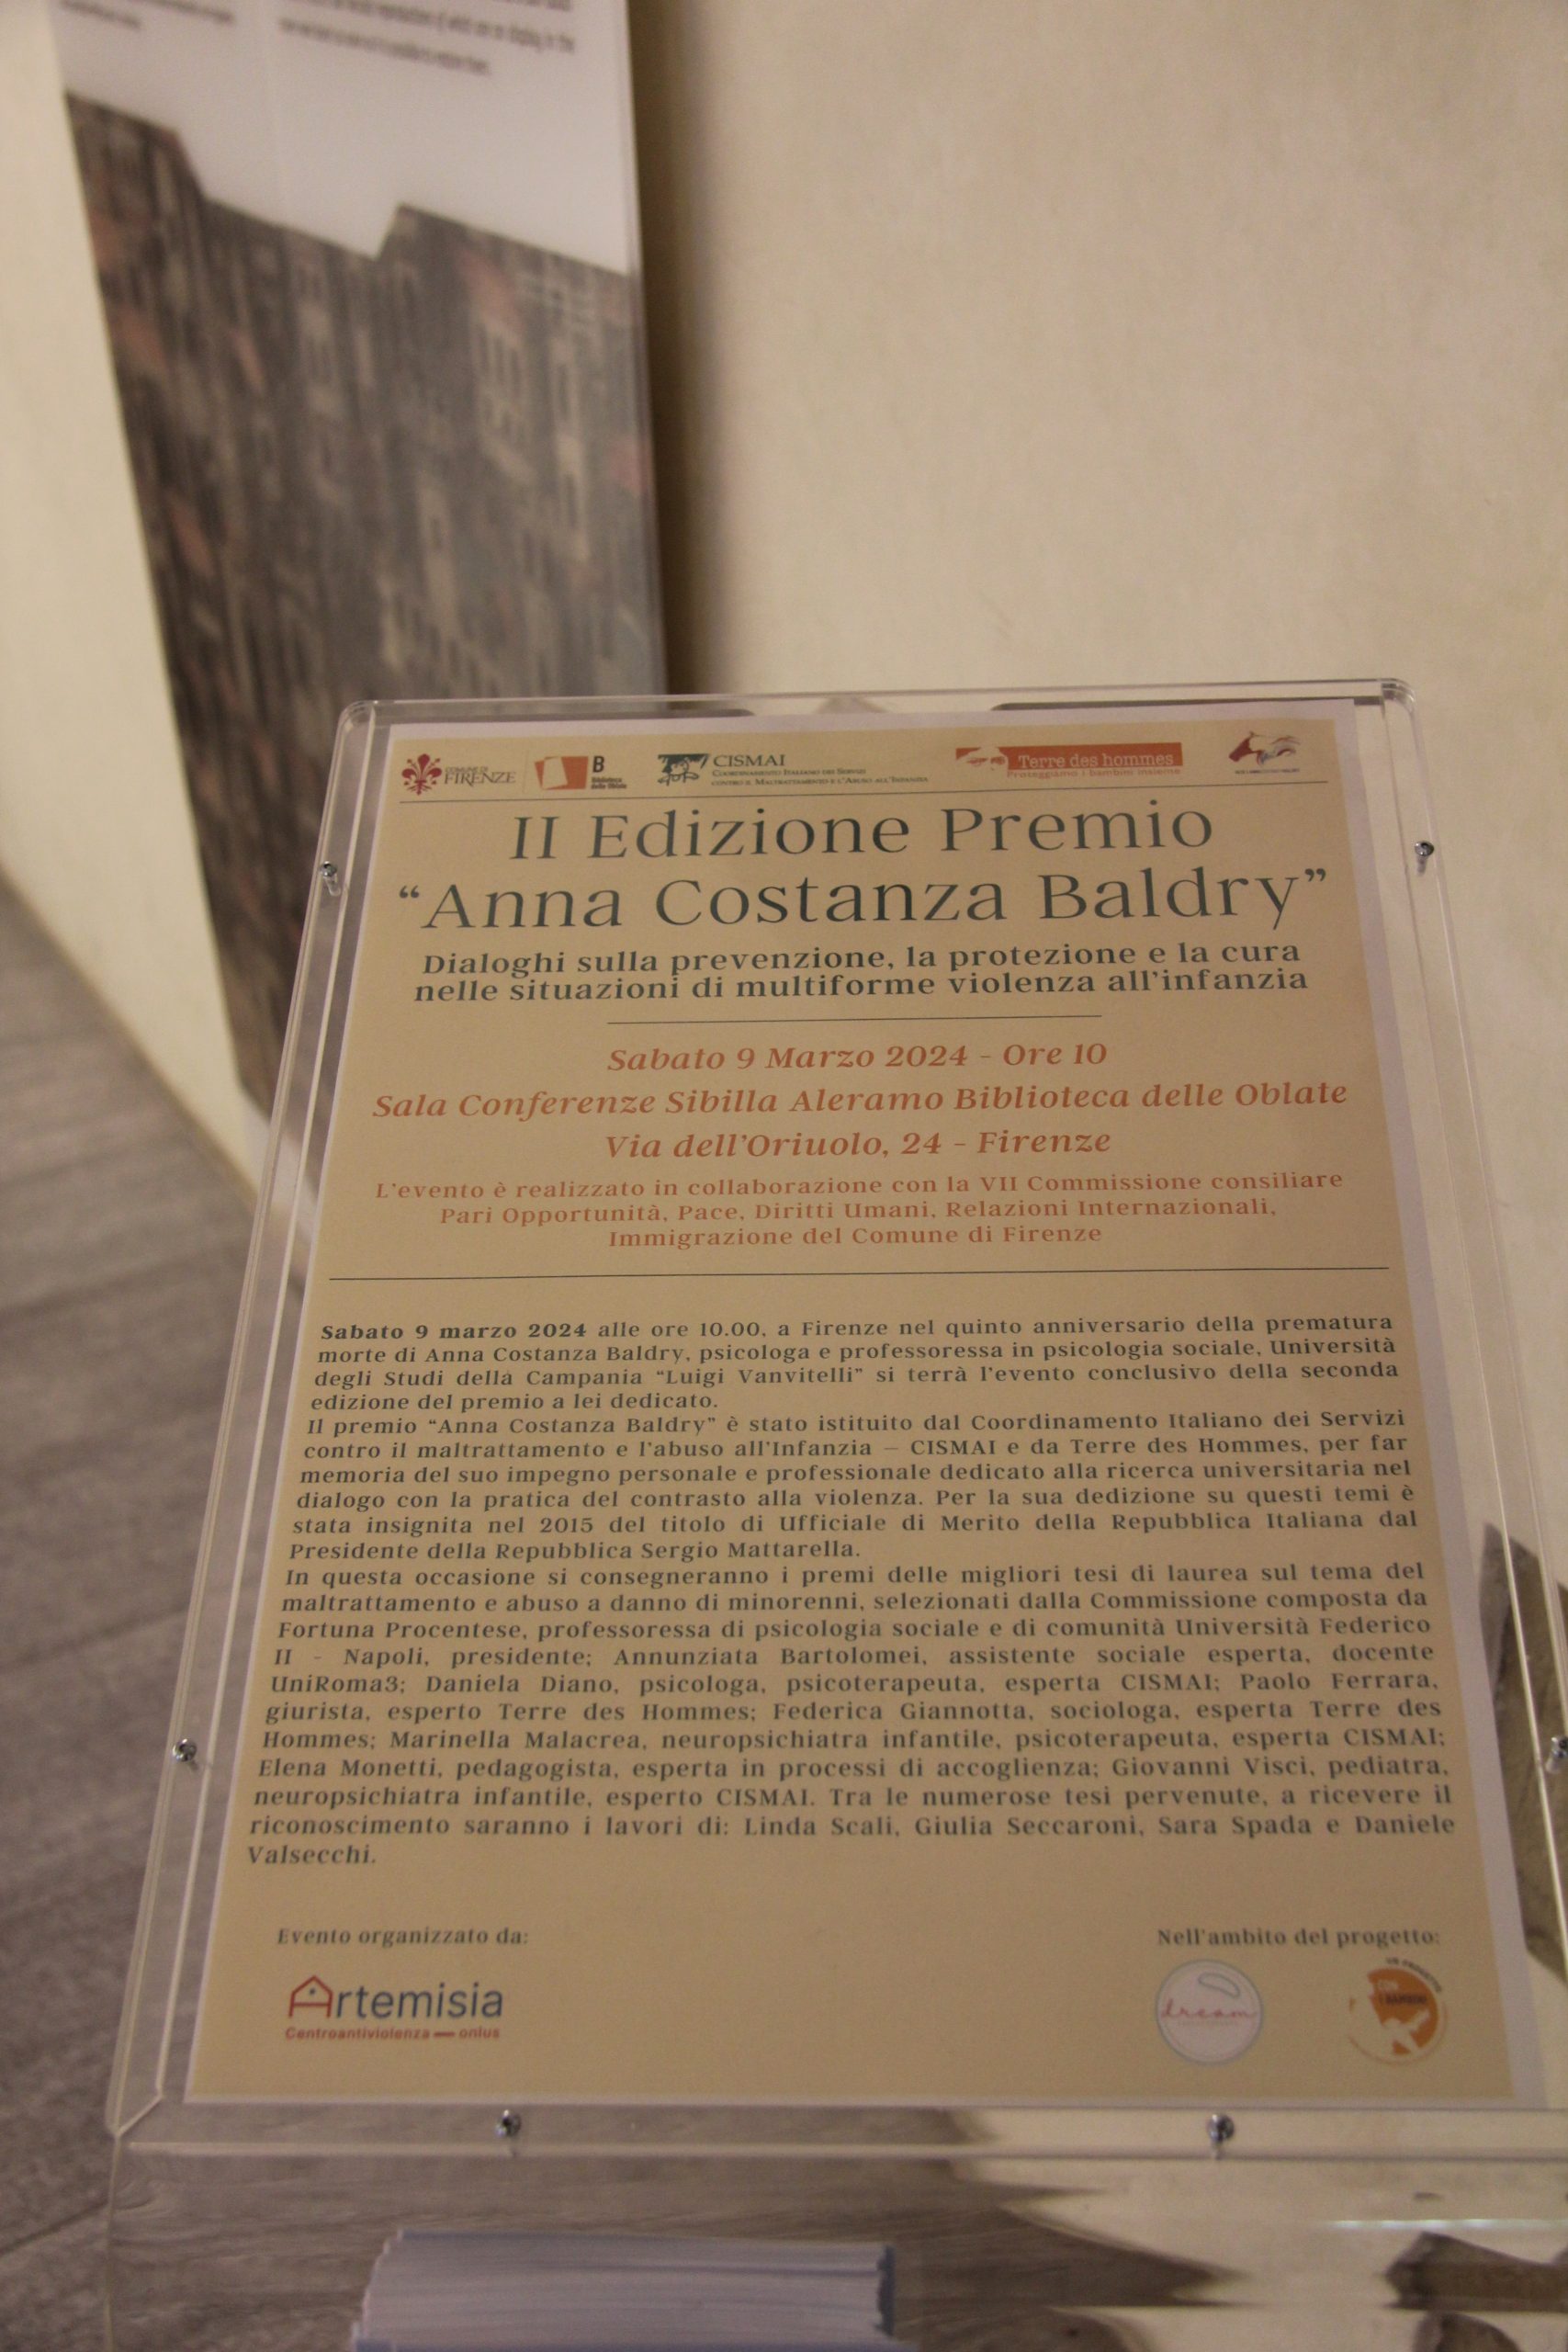 FIRENZE
B
CISMAI
Coordinamento Italiano dei Servizi
contro il Maltrattamento e l'Abuso all'Infanzia
Terre des hommes
Proteggiamo i bambini insieme
II Edizione Premio
“Anna Costanza Baldry”
Dialoghi sulla prevenzione, la protezione e la cura
nelle situazioni di multiforme violenza all'infanzia
Sabato 9 Marzo 2024 - Ore 10
Sala Conferenze Sibilla Aleramo Biblioteca delle Oblate
Via dell'Oriuolo, 24 - Firenze
L'evento è realizzato in collaborazione con la VII Commissione consiliare
Pari Opportunità, Pace, Diritti Umani, Relazioni Internazionali,
Immigrazione del Comune di Firenze
Sabato 9 marzo 2024 alle ore 10.00, a Firenze nel quinto anniversario della prematura
morte di Anna Costanza Baldry, psicologa e professoressa in psicologia sociale, Università
degli Studi della Campania “Luigi Vanvitelli” si terrà l'evento conclusivo della seconda
edizione del premio a lei dedicato.
Il premio “Anna Costanza Baldry” è stato istituito dal Coordinamento Italiano dei Servizi
contro il maltrattamento e l'abuso all'Infanzia – CISMAI e da Terre des Hommes, per far
memoria del suo impegno personale e professionale dedicato alla ricerca universitaria nel
dialogo con la pratica del contrasto alla violenza. Per la sua dedizione su questi temi è
stata insignita nel 2015 del titolo di Ufficiale di Merito della Repubblica Italiana dal
Presidente della Repubblica Sergio Mattarella.
In questa occasione si consegneranno i premi delle migliori tesi di laurea sul tema del
maltrattamento e abuso a danno di minorenni, selezionati dalla Commissione composta da
Fortuna Procentese, professoressa di psicologia sociale e di comunità Università Federico
II - Napoli, presidente; Annunziata Bartolomei, assistente sociale esperta, docente
UniRoma3; Daniela Diano, psicologa, psicoterapeuta, esperta CISMAI; Paolo Ferrara,
giurista, esperto Terre des Hommes; Federica Giannotta, sociologa, esperta Terre des
Hommes; Marinella Malacrea, neuropsichiatra infantile, psicoterapeuta, esperta CISMAI;
Elena Monetti, pedagogista, esperta in processi di accoglienza; Giovanni Visci, pediatra,
neuropsichiatra infantile, esperto CISMAI. Tra le numerose tesi pervenute, a ricevere il
riconoscimento saranno i lavori di: Linda Scali, Giulia Seccaroni, Sara Spada e Daniele
Valsecchi.
Evento organizzato da:
Nell'ambito del progetto:
Artemisia
Centroantiviolenza — onlus
dream
CON
I BAMBINI